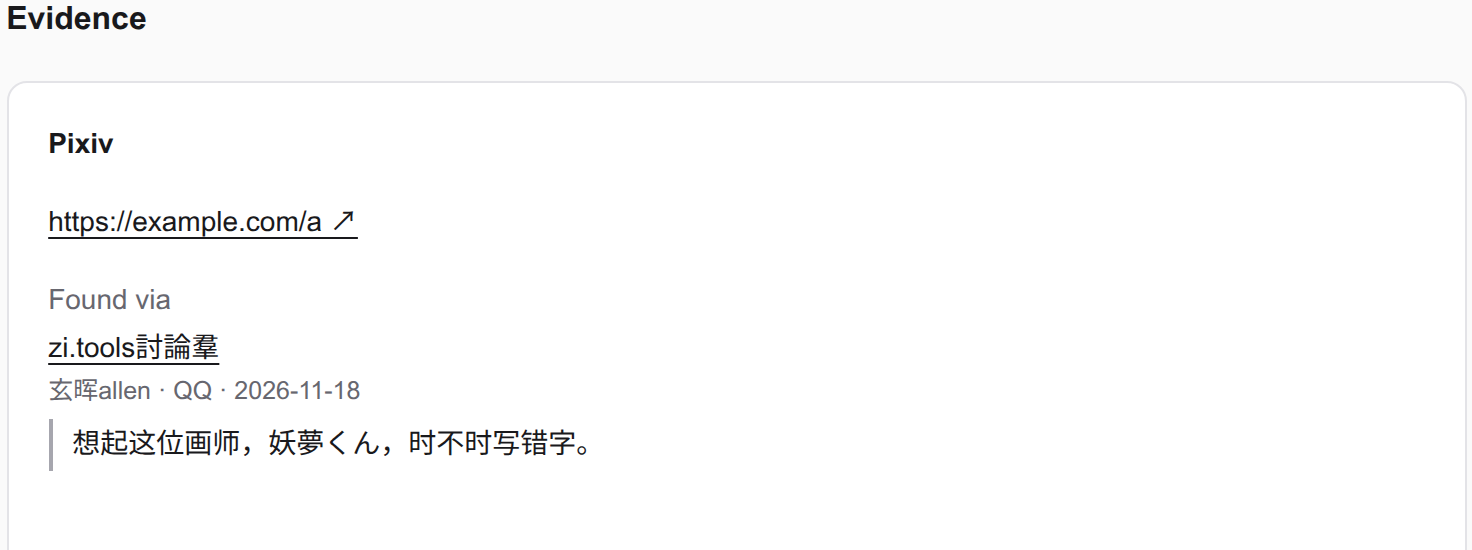 Evidence
Pixiv
https://example.com/a ↗
Found via
zi.tools討論羣
玄晖allen · QQ · 2026-11-18
想起这位画师，妖夢くん，时不时写错字。